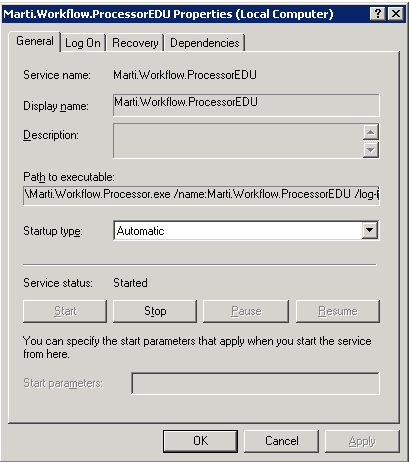 Marti.Workflow.ProcessorEDU Properties (Local Computer)
General Log On Recovery Dependencies
Service name: Marti.Workflow.ProcessorEDU
Display name: Marti.Workflow.ProcessorEDU
Description:
Path to executable:
\Marti.Workflow.Processor.exe /name:Marti.Workflow.ProcessorEDU /log-i
Startup type: Automatic
Service status: Started
Start Stop Pause Resume
You can specify the start parameters that apply when you start the service
from here.
Start parameters:
OK Cancel Apply